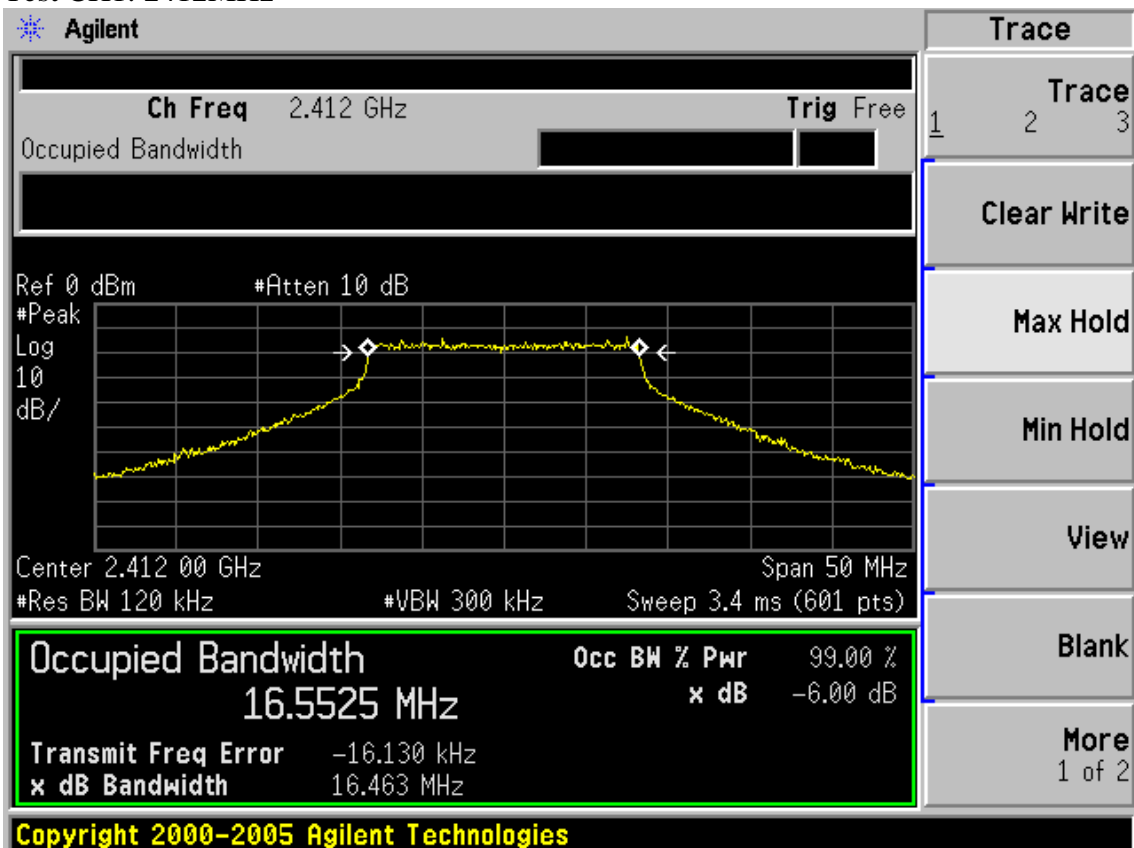 Agilent
Trace
Ch Freq 2.412 GHz Trig Free
Occupied Bandwidth
Trace
1 2 3
Clear Write
Max Hold
Min Hold
View
Blank
More
1 of 2
Ref 0 dBm #Atten 10 dB
#Peak
Log
10
dB/
Center 2.412 00 GHz Span 50 MHz
#Res BW 120 kHz #VBW 300 kHz Sweep 3.4 ms (601 pts)
Occupied Bandwidth Occ BW % Pwr 99.00 %
16.5525 MHz x dB -6.00 dB
Transmit Freq Error -16.130 kHz
x dB Bandwidth 16.463 MHz
Copyright 2000-2005 Agilent Technologies